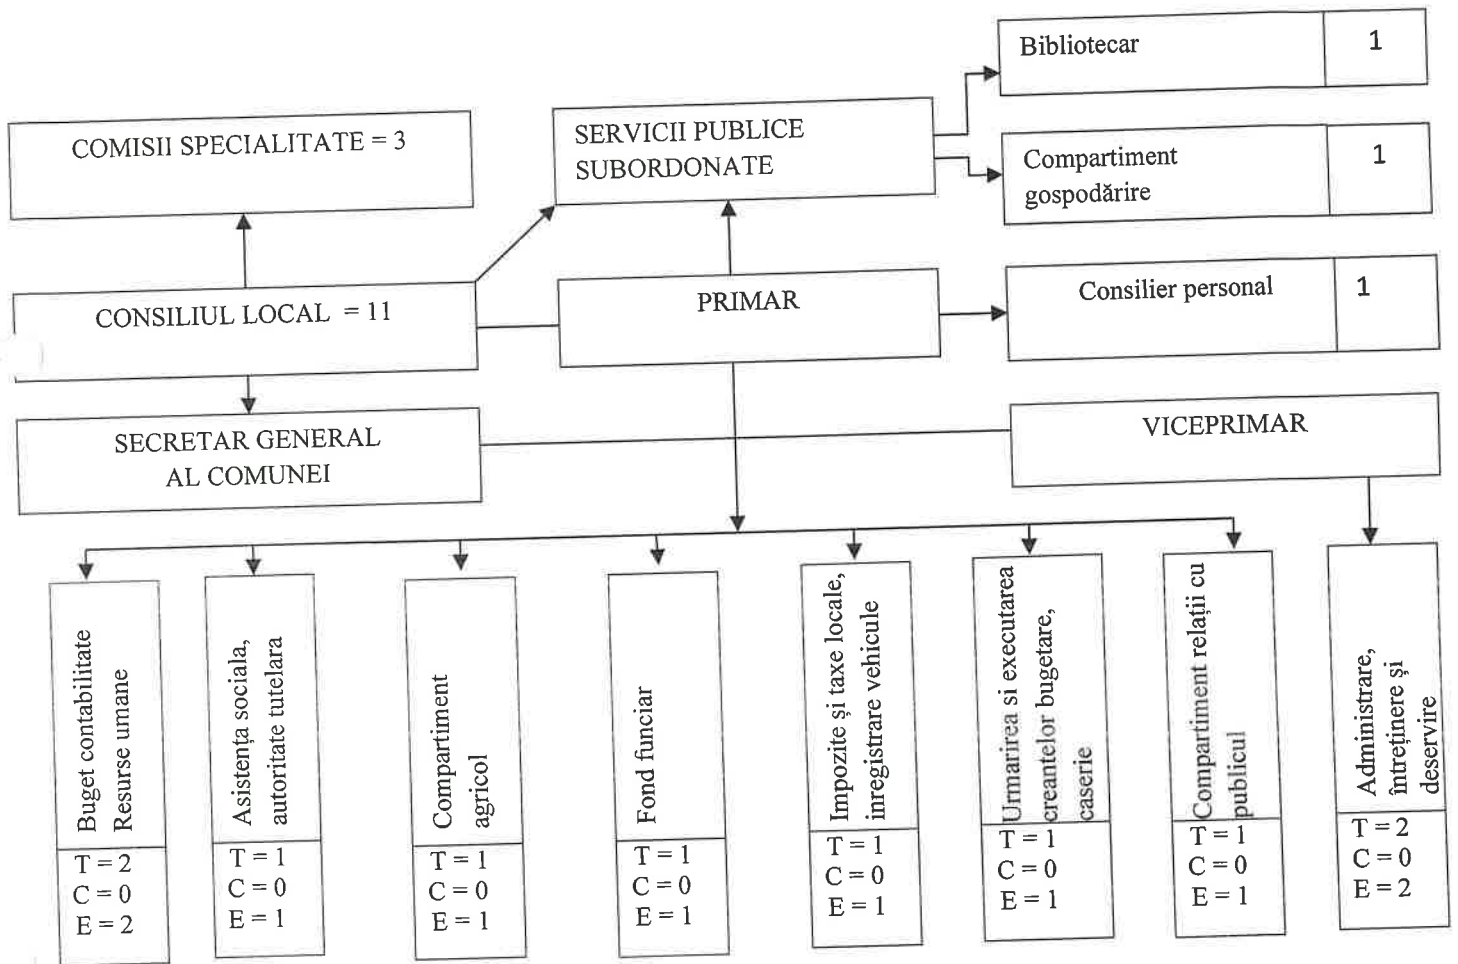 Bibliotecar 1
COMISII SPECIALITATE = 3
SERVICII PUBLICE
SUBORDONATE
Compartiment
gospodărire
1
CONSILIUL LOCAL = 11
PRIMAR
Consilier personal 1
SECRETAR GENERAL
AL COMUNEI
VICEPRIMAR
Buget contabilitate
Resurse umane
T = 2
C = 0
E = 2
Asistența sociala,
autoritate tutelara
T = 1
C = 0
E = 1
Compartiment
agricol
T = 1
C = 0
E = 1
Fond funciar
T = 1
C = 0
E = 1
Impozite și taxe locale,
inregistrare vehicule
T = 1
C = 0
E = 1
Urmarirea si executarea
creantelor bugetare,
caserie
T = 1
C = 0
E = 1
Compartiment relații cu
publicul
T = 1
C = 0
E = 1
Administrare,
întreținere și
deservire
T = 2
C = 0
E = 2